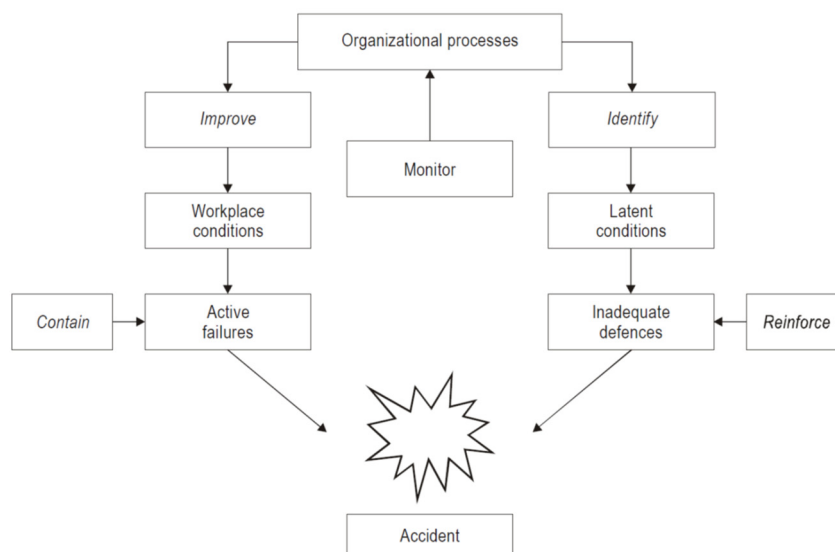 Organizational processes
Improve
Identify
Monitor
Workplace
conditions
Latent
conditions
Contain
Active
failures
Inadequate
defences
Reinforce
Accident